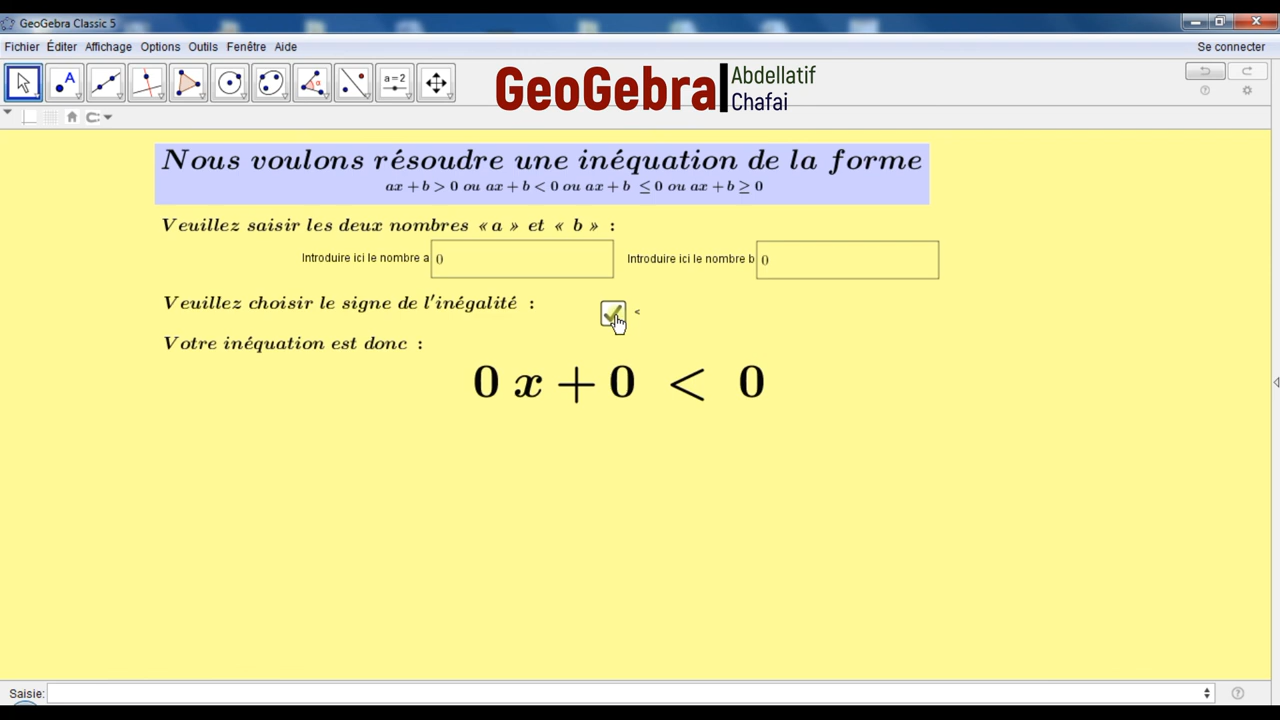 GeoGebra Classic 5
Fichier Éditer Affichage Options Outils Fenêtre Aide Se connecter
A a=2
GeoGebra Abdellatif
Chafai
Nous voulons résoudre une inéquation de la forme
ax + b > 0 ou ax + b < 0 ou ax + b ≤ 0 ou ax + b ≥ 0
Veuillez saisir les deux nombres « a » et « b » :
Introduire ici le nombre a 0 Introduire ici le nombre b 0
Veuillez choisir le signe de l'inégalité : <
Votre inéquation est donc :
0 x + 0 < 0
Saisie: